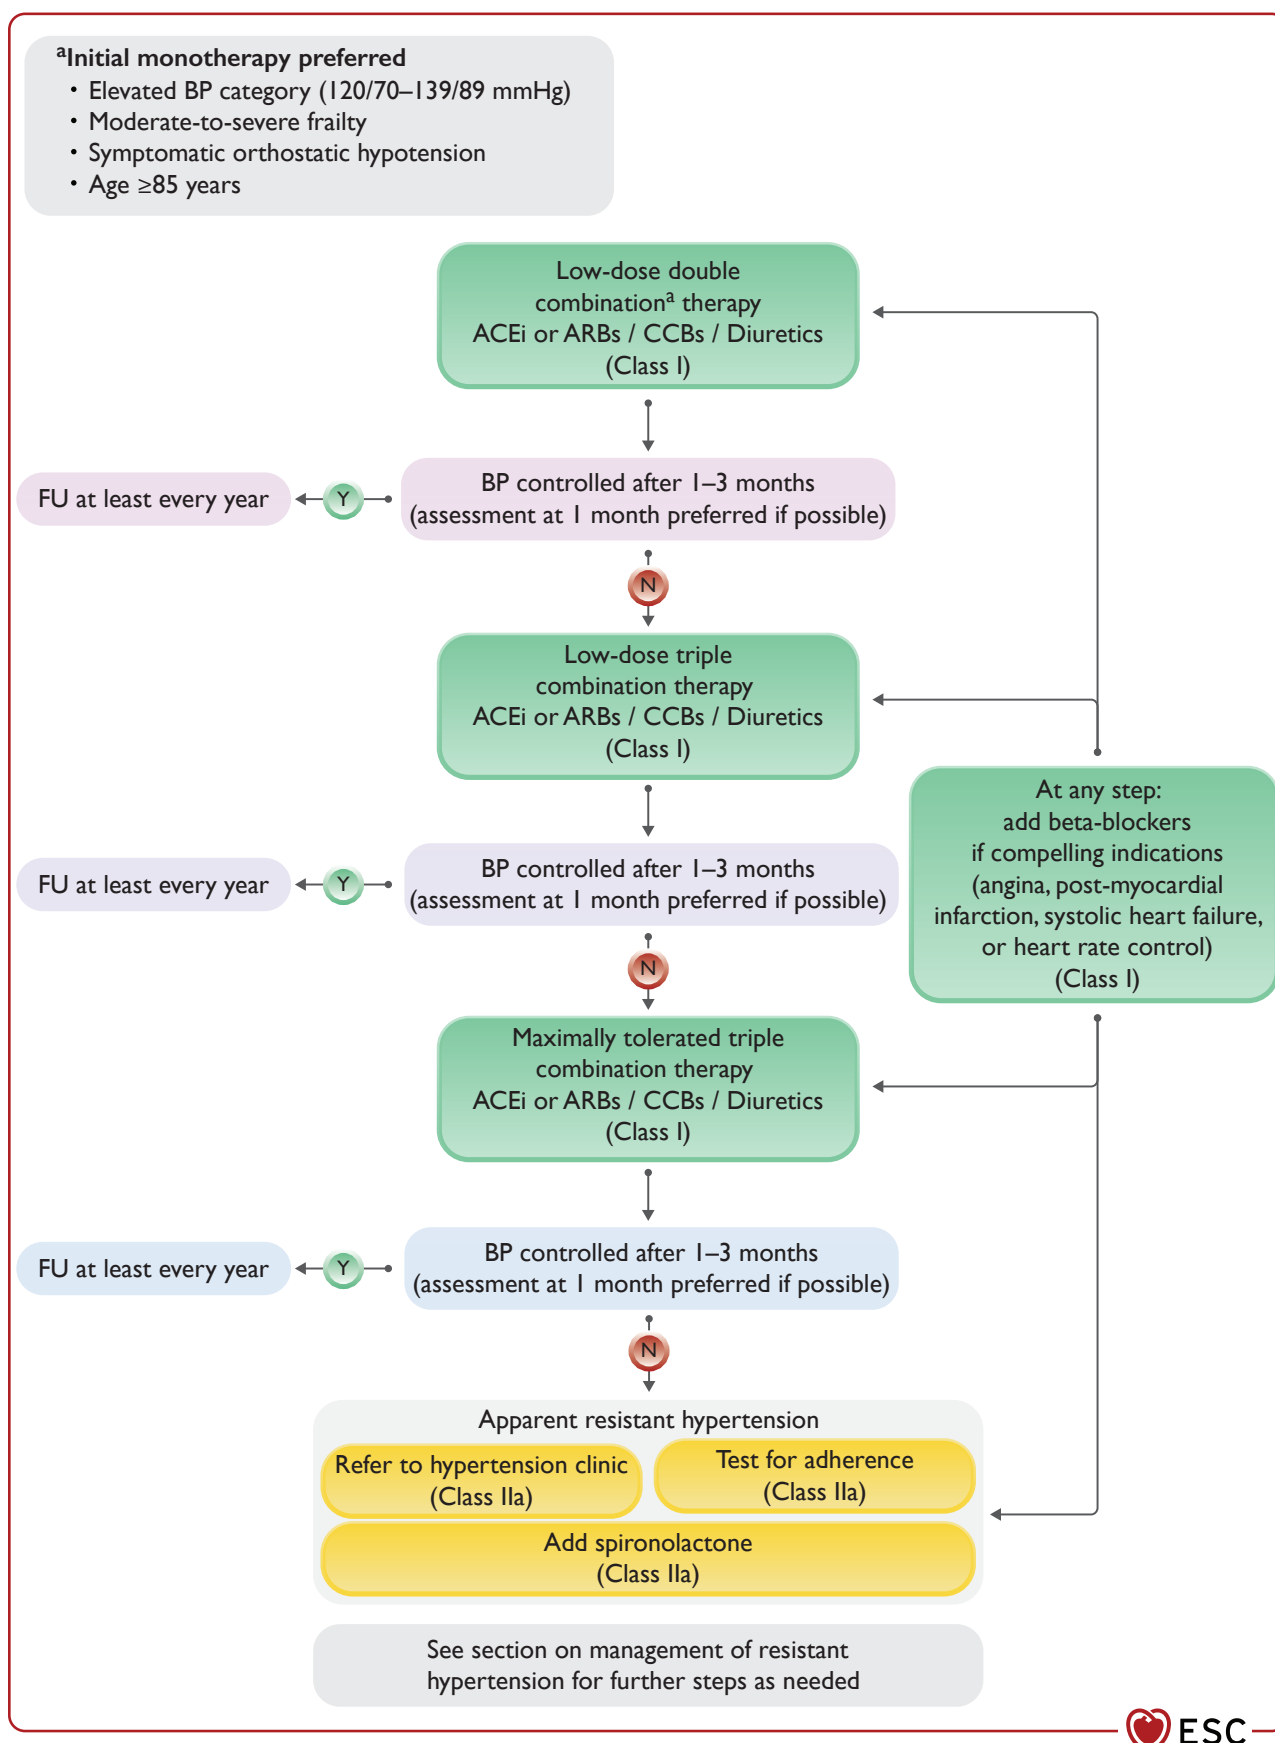 aInitial monotherapy preferred
• Elevated BP category (120/70–139/89 mmHg)
• Moderate-to-severe frailty
• Symptomatic orthostatic hypotension
• Age ≥85 years
Low-dose double
combinationa therapy
ACEi or ARBs / CCBs / Diuretics
(Class I)
FU at least every year
Y
BP controlled after 1–3 months
(assessment at 1 month preferred if possible)
N
Low-dose triple
combination therapy
ACEi or ARBs / CCBs / Diuretics
(Class I)
At any step:
add beta-blockers
if compelling indications
(angina, post-myocardial
infarction, systolic heart failure,
or heart rate control)
(Class I)
FU at least every year
Y
BP controlled after 1–3 months
(assessment at 1 month preferred if possible)
N
Maximally tolerated triple
combination therapy
ACEi or ARBs / CCBs / Diuretics
(Class I)
FU at least every year
Y
BP controlled after 1–3 months
(assessment at 1 month preferred if possible)
N
Apparent resistant hypertension
Refer to hypertension clinic
(Class IIa)
Test for adherence
(Class IIa)
Add spironolactone
(Class IIa)
See section on management of resistant
hypertension for further steps as needed
ESC